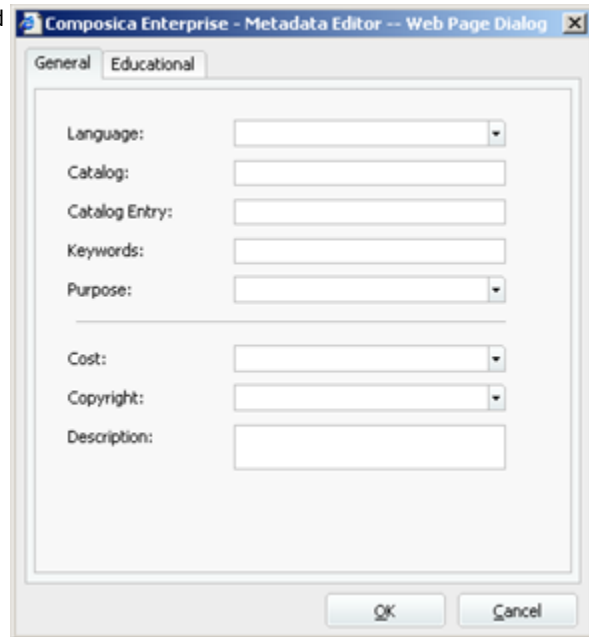 Composica Enterprise - Metadata Editor -- Web Page Dialog
General Educational
Language:
Catalog:
Catalog Entry:
Keywords:
Purpose:
Cost:
Copyright:
Description:
OK Cancel